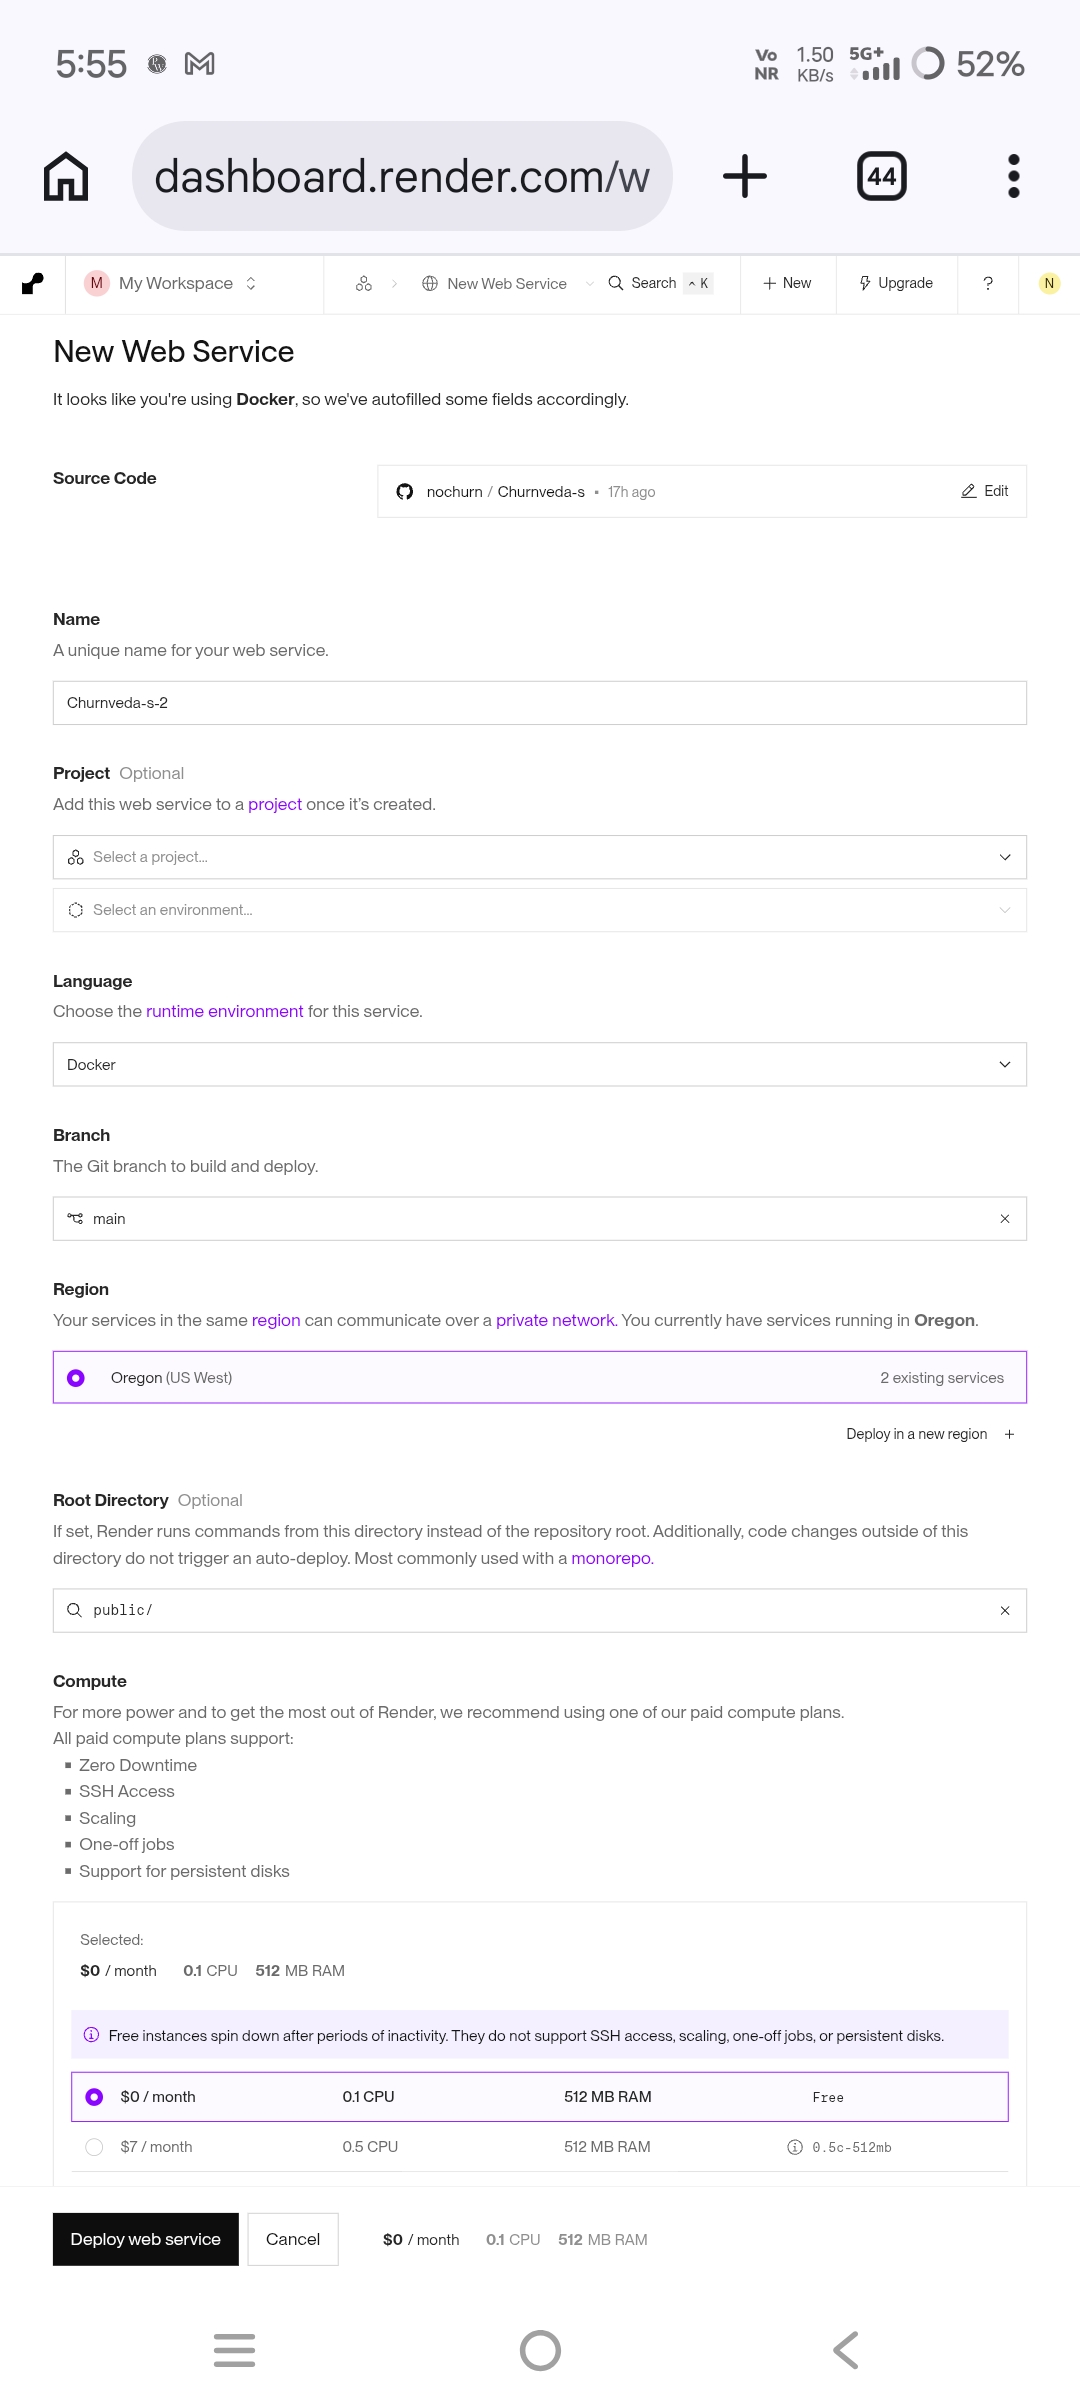 5:55
Vo NR
1.50 KB/s
5G+
52%
dashboard.render.com/w
44
M My Workspace
New Web Service
Search ^ K
+ New
Upgrade
?
N
New Web Service
It looks like you're using Docker, so we've autofilled some fields accordingly.
Source Code
nochurn / Churnveda-s • 17h ago
Edit
Name
A unique name for your web service.
Churnveda-s-2
Project Optional
Add this web service to a project once it's created.
Select a project...
Select an environment...
Language
Choose the runtime environment for this service.
Docker
Branch
The Git branch to build and deploy.
main
Region
Your services in the same region can communicate over a private network. You currently have services running in Oregon.
Oregon (US West) 2 existing services
Deploy in a new region +
Root Directory Optional
If set, Render runs commands from this directory instead of the repository root. Additionally, code changes outside of this
directory do not trigger an auto-deploy. Most commonly used with a monorepo.
public/
Compute
For more power and to get the most out of Render, we recommend using one of our paid compute plans.
All paid compute plans support:
Zero Downtime
SSH Access
Scaling
One-off jobs
Support for persistent disks
Selected:
$0 / month 0.1 CPU 512 MB RAM
Free instances spin down after periods of inactivity. They do not support SSH access, scaling, one-off jobs, or persistent disks.
$0 / month 0.1 CPU 512 MB RAM Free
$7 / month 0.5 CPU 512 MB RAM 0.5c-512mb
Deploy web service
Cancel
$0 / month 0.1 CPU 512 MB RAM